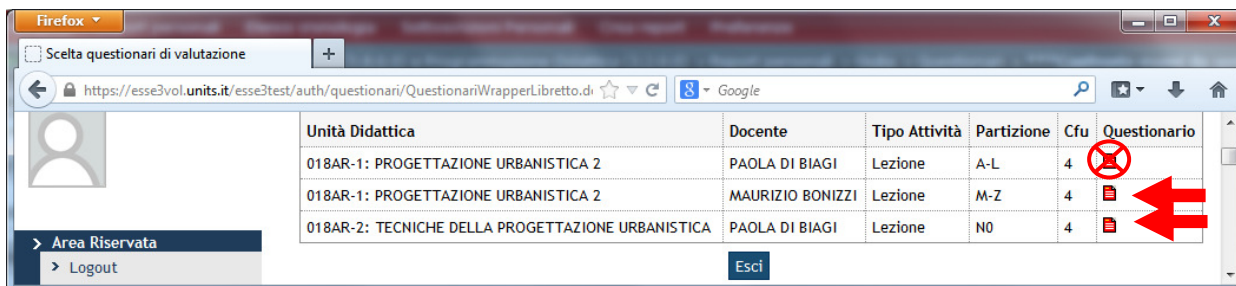 Firefox
Scelta questionari di valutazione
https://esse3vol.units.it/esse3test/auth/questionari/QuestionariWrapperLibretto.d
Google
Unità Didattica Docente Tipo Attività Partizione Cfu Questionario
018AR-1: PROGETTAZIONE URBANISTICA 2 PAOLA DI BIAGI Lezione A-L 4
018AR-1: PROGETTAZIONE URBANISTICA 2 MAURIZIO BONIZZI Lezione M-Z 4
018AR-2: TECNICHE DELLA PROGETTAZIONE URBANISTICA PAOLA DI BIAGI Lezione N0 4
Area Riservata
Logout
Esci